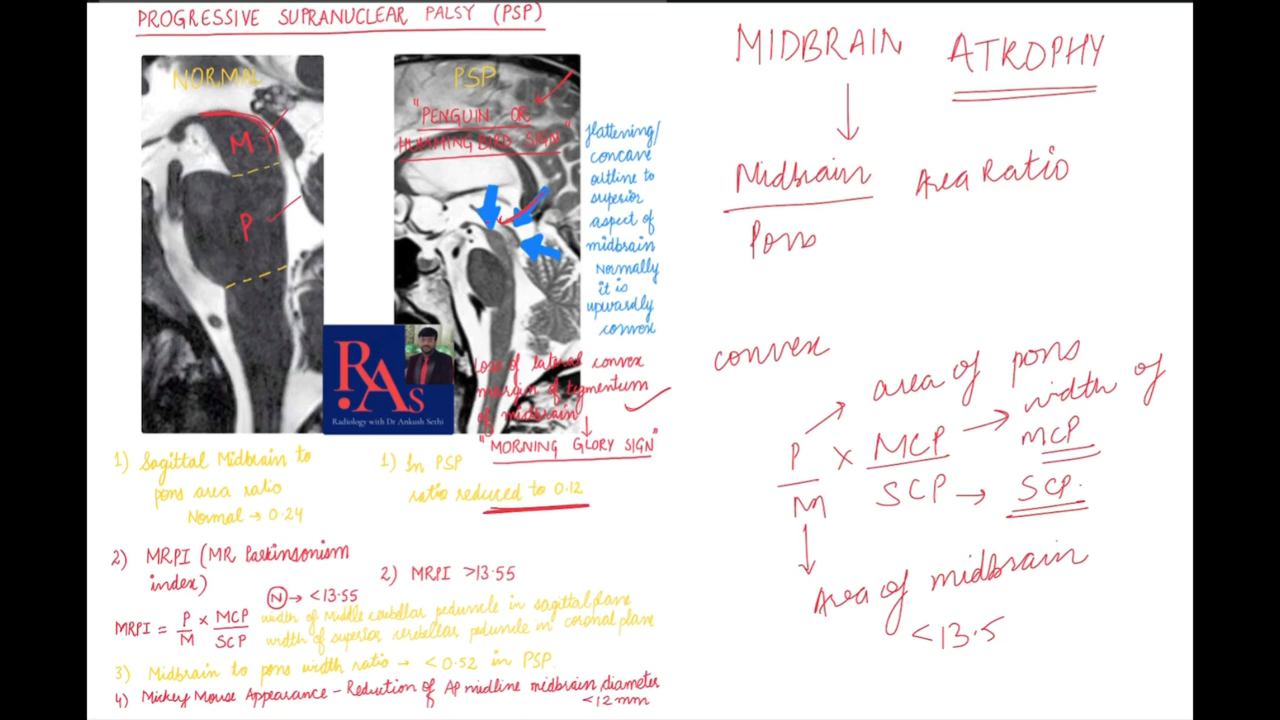 PROGRESSIVE SUPRANUCLEAR PALSY (PSP)
NORMAL
M
P
PSP
"PENGUIN OR
HUMMING BIRD SIGN"
flattening/
concave
outline to
superior
aspect of
midbrain
Normally
it is
upwardly
convex
Loss of lateral convex
margin of tegmentum
of midbrain
"MORNING GLORY SIGN"
RAs
Radiology with Dr Ankush Sethi
1) Sagittal Midbrain to
pons area ratio
Normal → 0.24
1) In PSP
ratio reduced to 0.12
2) MRPI (MR Parkinsonism
index)
N → <13.55
2) MRPI >13.55
MRPI = P/M × MCP/SCP
width of middle cerebellar peduncle in sagittal plane
width of superior cerebellar peduncle in coronal plane
3) Midbrain to pons width ratio → <0.52 in PSP.
4) Mickey Mouse Appearance - Reduction of AP midline midbrain diameter
<12mm
MIDBRAIN ATROPHY
Midbrain Area Ratio
Pons
convex
area of pons
P/M × MCP/SCP
width of
MCP
SCP.
Area of midbrain
<13.5